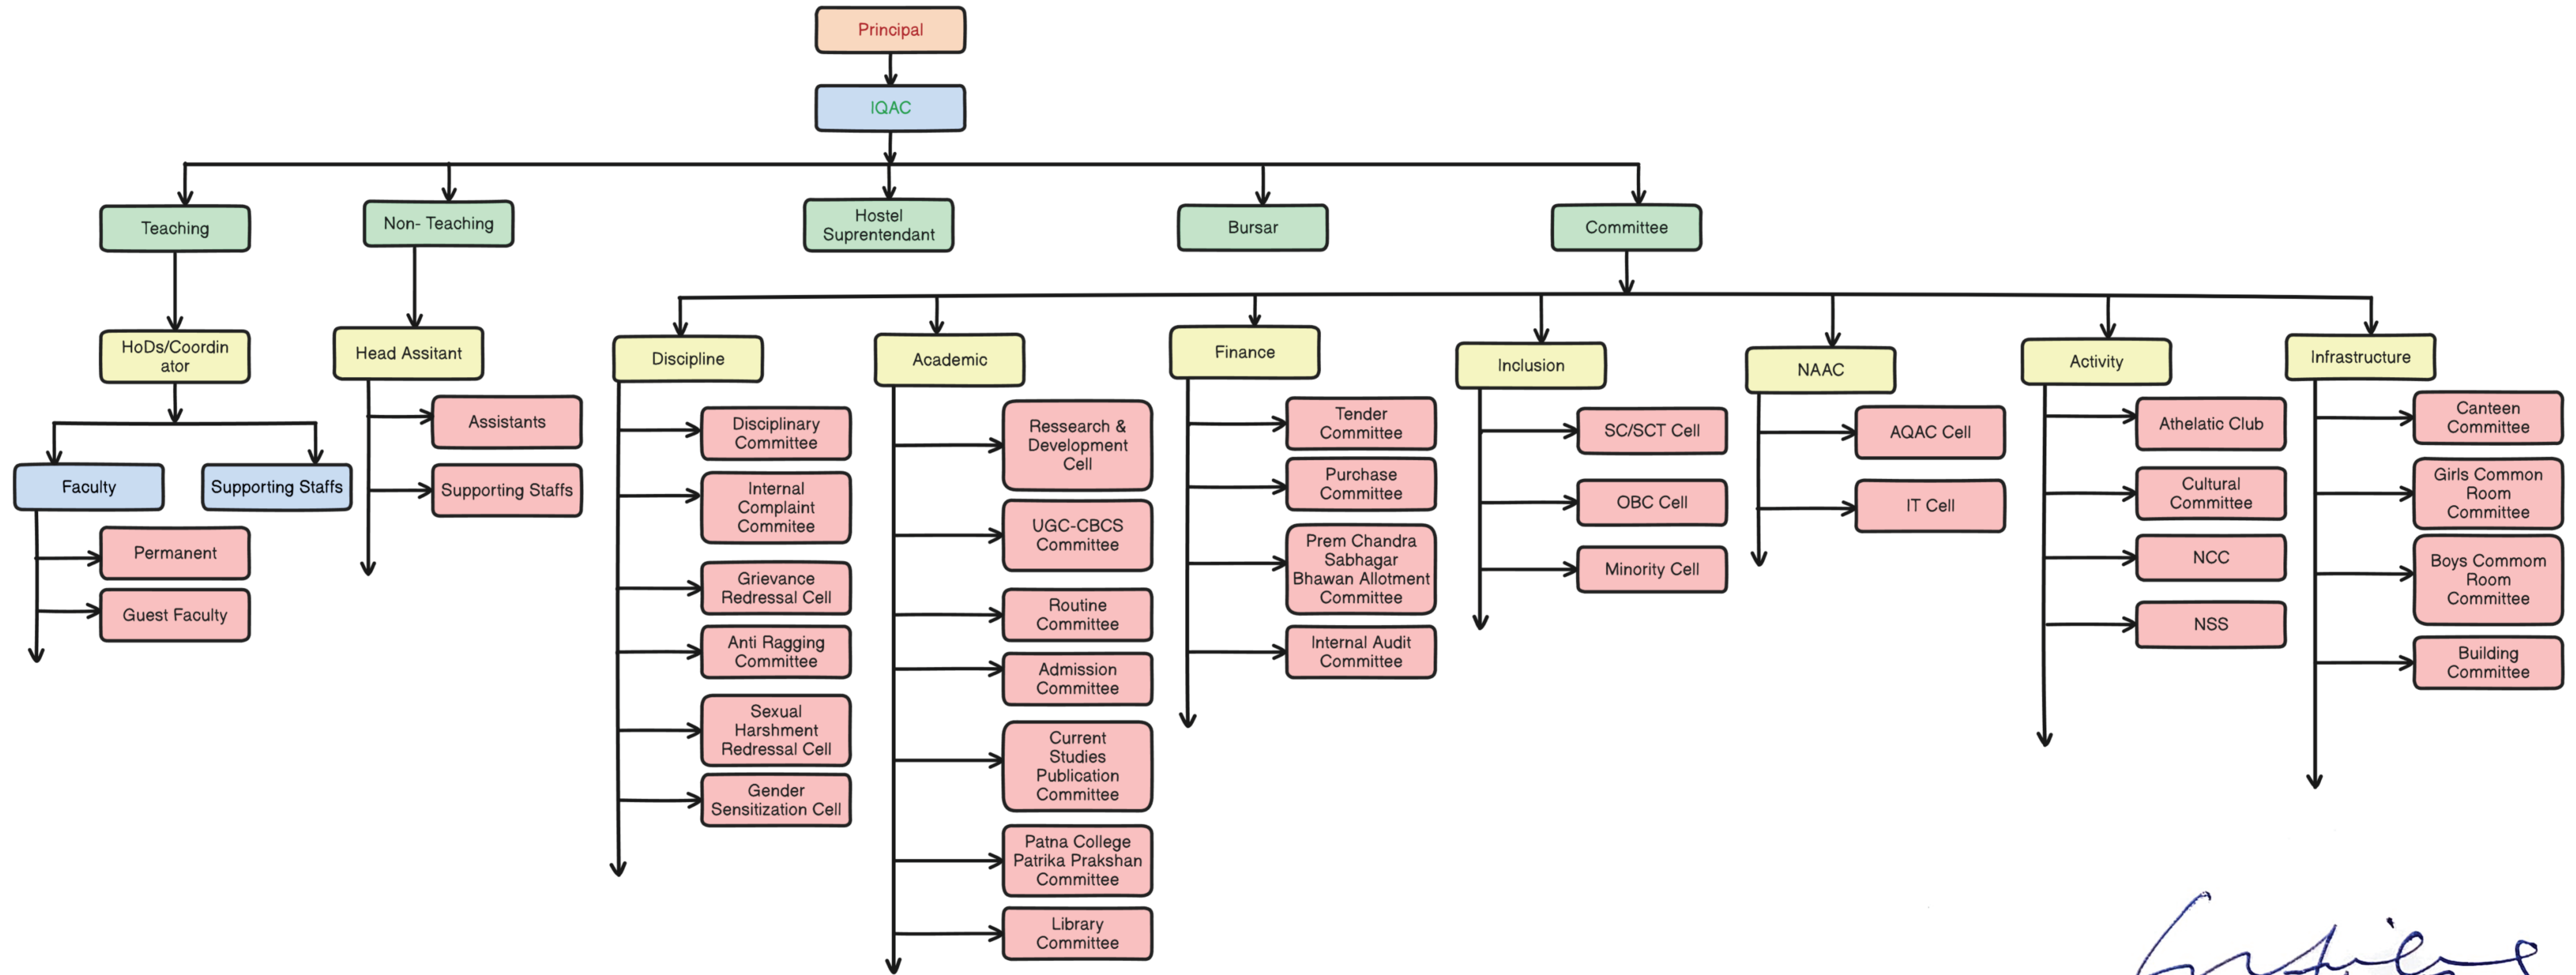 Principal
IQAC
Teaching
Non- Teaching
Hostel
Suprentendant
Bursar
Committee
HoDs/Coordin
ator
Head Assitant
Discipline
Academic
Finance
Inclusion
NAAC
Activity
Infrastructure
Faculty
Supporting Staffs
Permanent
Guest Faculty
Assistants
Supporting Staffs
Disciplinary
Committee
Internal
Complaint
Commitee
Grievance
Redressal Cell
Anti Ragging
Committee
Sexual
Harshment
Redressal Cell
Gender
Sensitization Cell
Ressearch &
Development
Cell
UGC-CBCS
Committee
Routine
Committee
Admission
Committee
Current
Studies
Publication
Committee
Patna College
Patrika Prakshan
Committee
Library
Committee
Tender
Committee
Purchase
Committee
Prem Chandra
Sabhagar
Bhawan Allotment
Committee
Internal Audit
Committee
SC/SCT Cell
OBC Cell
Minority Cell
AQAC Cell
IT Cell
Athelatic Club
Cultural
Committee
NCC
NSS
Canteen
Committee
Girls Common
Room
Committee
Boys Commom
Room
Committee
Building
Committee